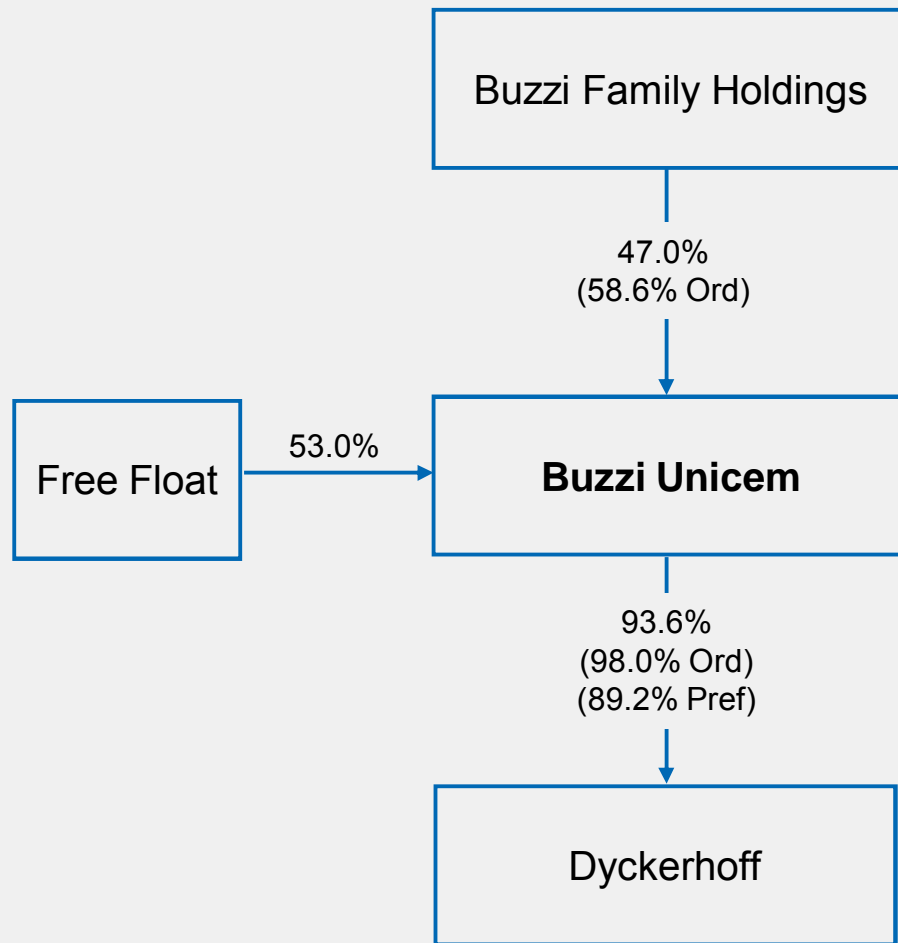 Buzzi Family Holdings
47.0%
(58.6% Ord)
53.0%
Free Float
Buzzi Unicem
93.6%
(98.0% Ord)
(89.2% Pref)
Dyckerhoff